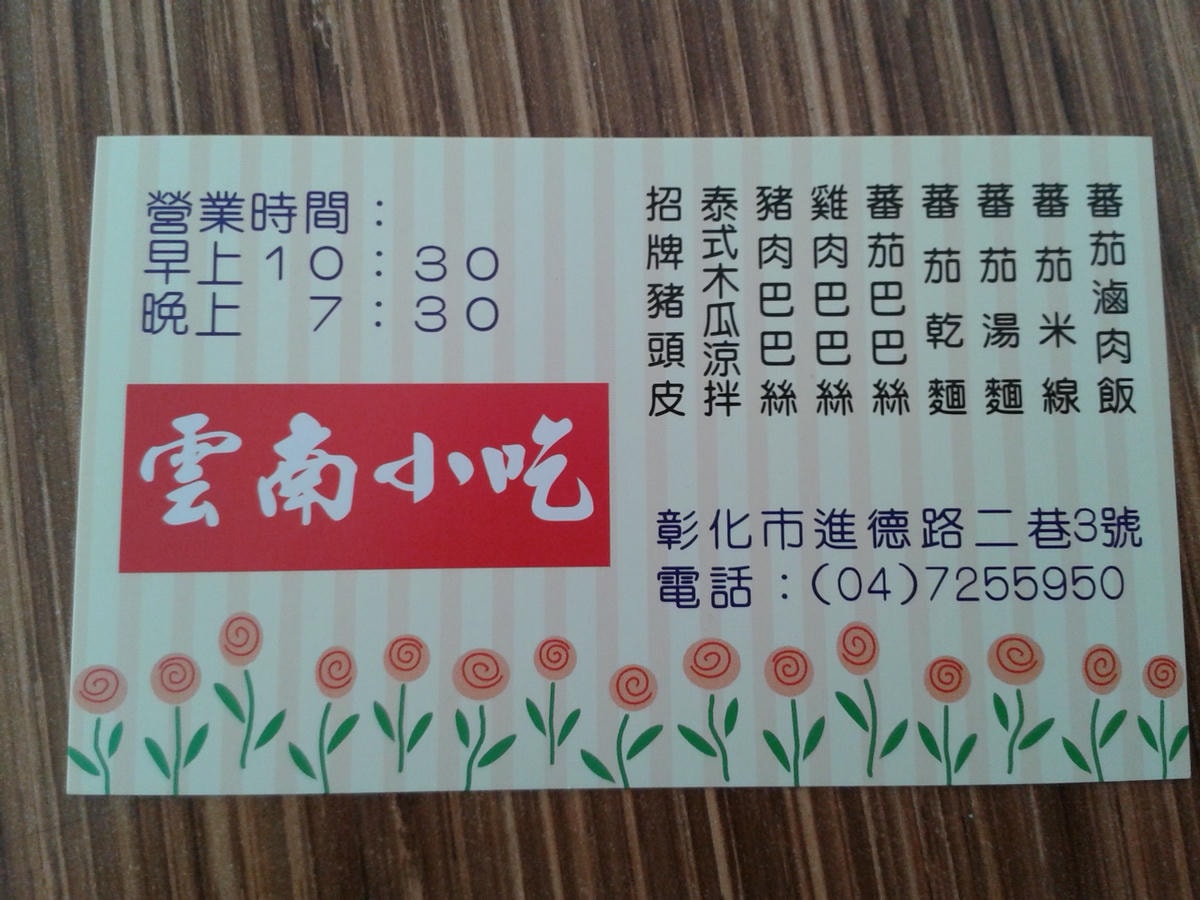 營業時間：
早上10：30
晚上 7：30
雲南小吃
蕃茄滷肉飯
蕃茄米線
蕃茄湯麵
蕃茄乾麵
蕃茄巴巴絲
雞肉巴巴絲
豬肉巴巴絲
泰式木瓜涼拌
招牌豬頭皮
彰化市進德路二巷3號
電話：(04)7255950